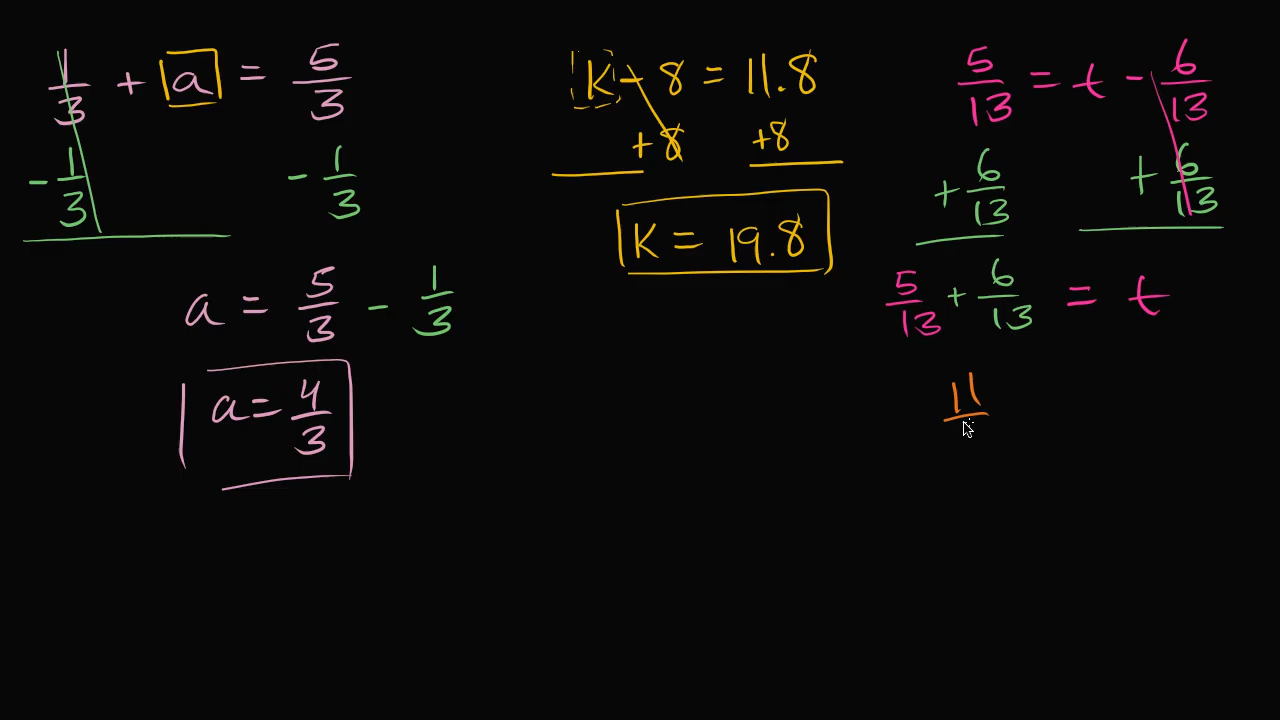 1/3 + a = 5/3
- 1/3 - 1/3
a = 5/3 - 1/3
a = 4/3
K - 8 = 11.8
+8 +8
K = 19.8
5/13 = t - 6/13
+ 6/13 + 6/13
5/13 + 6/13 = t
11